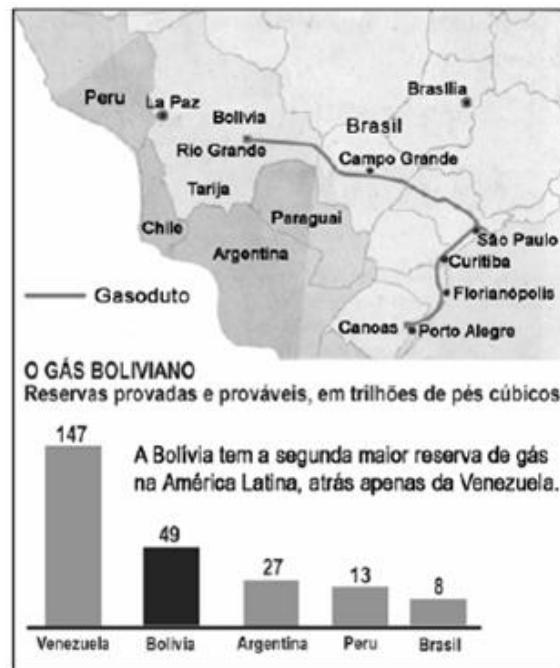 Brasília
Peru
La Paz
Bolivia
Brasil
Rio Grande
Campo Grande
Tarija
Paraguai
Chile
São Paulo
Argentina
Curitiba
Gasoduto
Florianópolis
Canoas
Porto Alegre
O GÁS BOLIVIANO
Reservas provadas e prováveis, em trilhões de pés cúbicos
147
A Bolívia tem a segunda maior reserva de gás
na América Latina, atrás apenas da Venezuela.
49
27
13
8
Venezuela
Bolívia
Argentina
Peru
Brasil